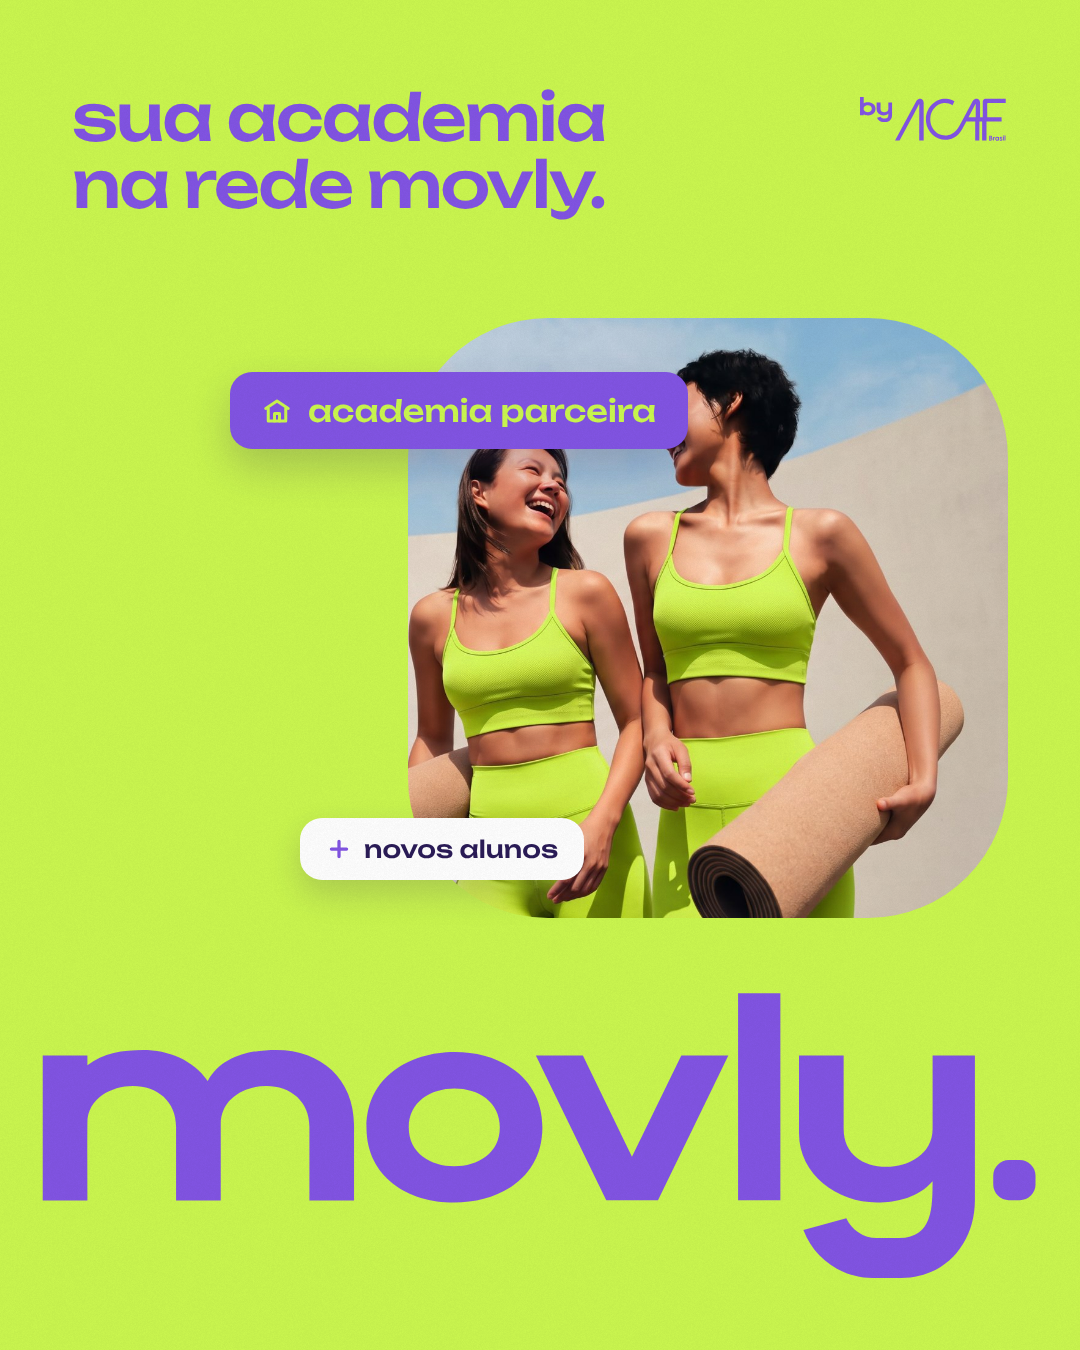 sua academia
na rede movly.
by ACAF
Brasil
academia parceira
+ novos alunos
movly.